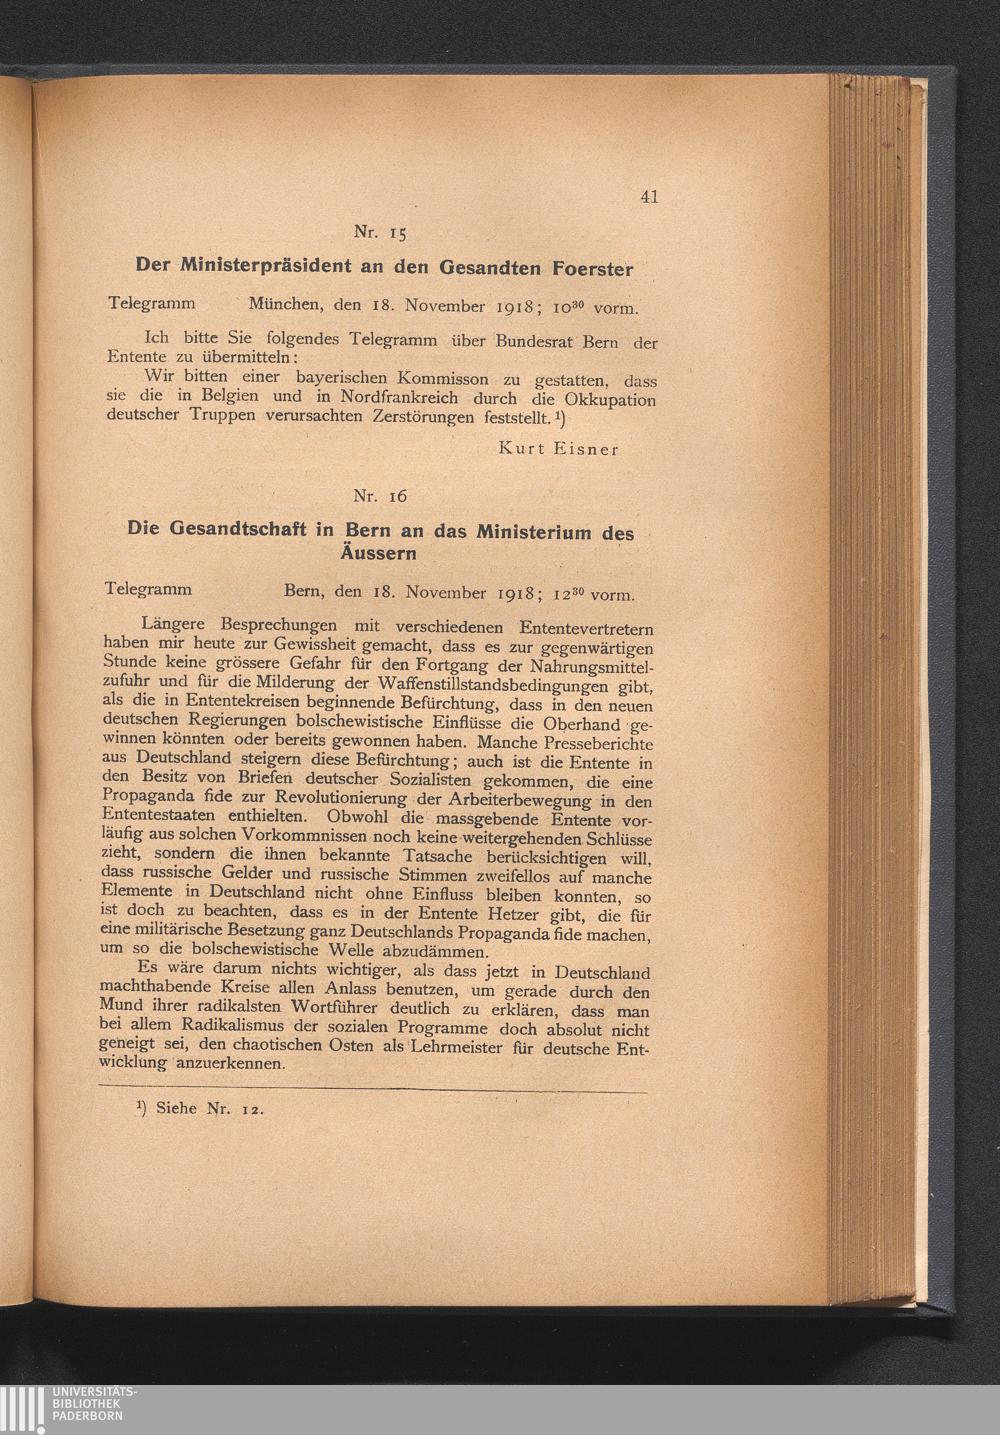 41
Nr. 15
Der Ministerpräsident an den Gesandten Foerster
Telegramm München, den 18. November 1918; 10³⁰ vorm.
Ich bitte Sie folgendes Telegramm über Bundesrat Bern der
Entente zu übermitteln:
Wir bitten einer bayerischen Kommisson zu gestatten, dass
sie die in Belgien und in Nordfrankreich durch die Okkupation
deutscher Truppen verursachten Zerstörungen feststellt.¹)
Kurt Eisner
Nr. 16
Die Gesandtschaft in Bern an das Ministerium des
Äussern
Telegramm Bern, den 18. November 1918; 12³⁰ vorm.
Längere Besprechungen mit verschiedenen Ententevertretern
haben mir heute zur Gewissheit gemacht, dass es zur gegenwärtigen
Stunde keine grössere Gefahr für den Fortgang der Nahrungsmittel-
zufuhr und für die Milderung der Waffenstillstandsbedingungen gibt,
als die in Ententekreisen beginnende Befürchtung, dass in den neuen
deutschen Regierungen bolschewistische Einflüsse die Oberhand ge-
winnen könnten oder bereits gewonnen haben. Manche Presseberichte
aus Deutschland steigern diese Befürchtung; auch ist die Entente in
den Besitz von Briefen deutscher Sozialisten gekommen, die eine
Propaganda fide zur Revolutionierung der Arbeiterbewegung in den
Ententestaaten enthielten. Obwohl die massgebende Entente vor-
läufig aus solchen Vorkommnissen noch keine weitergehenden Schlüsse
zieht, sondern die ihnen bekannte Tatsache berücksichtigen will,
dass russische Gelder und russische Stimmen zweifellos auf manche
Elemente in Deutschland nicht ohne Einfluss bleiben konnten, so
ist doch zu beachten, dass es in der Entente Hetzer gibt, die für
eine militärische Besetzung ganz Deutschlands Propaganda fide machen,
um so die bolschewistische Welle abzudämmen.
Es wäre darum nichts wichtiger, als dass jetzt in Deutschland
machthabende Kreise allen Anlass benutzen, um gerade durch den
Mund ihrer radikalsten Wortführer deutlich zu erklären, dass man
bei allem Radikalismus der sozialen Programme doch absolut nicht
geneigt sei, den chaotischen Osten als Lehrmeister für deutsche Ent-
wicklung anzuerkennen.
¹) Siehe Nr. 12.
UNIVERSITÄTS-
BIBLIOTHEK
PADERBORN